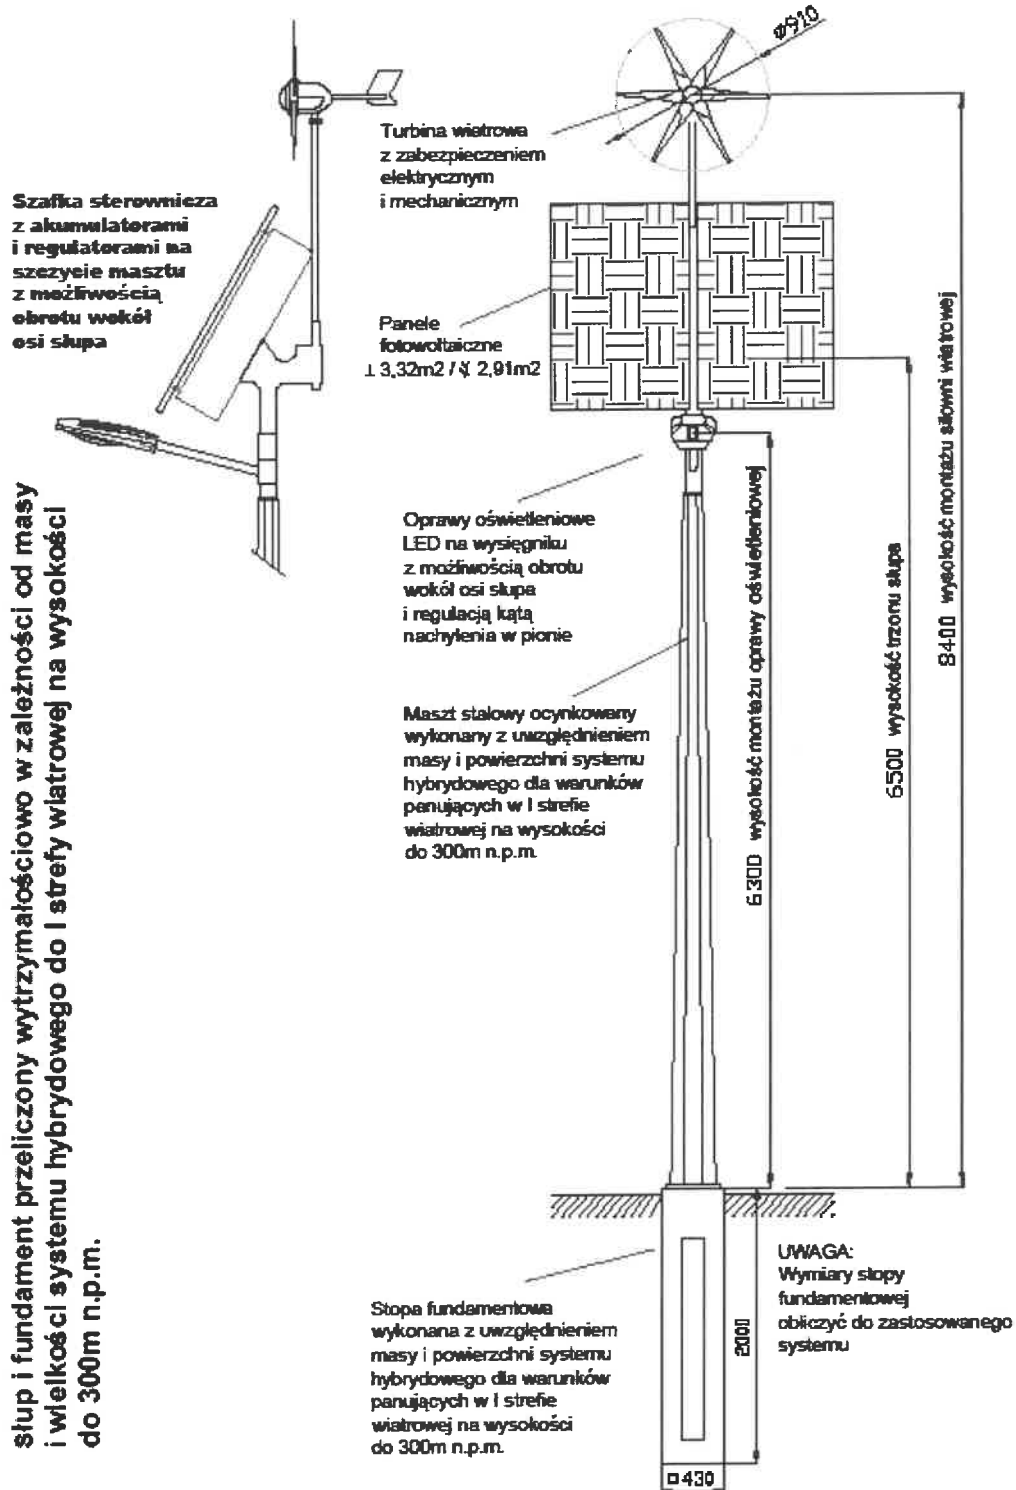 Szafka sterownicza
z akumulatorami
i regulatorami na
szczycie masztu
z możliwością
obrotu wokół
osi słupa
Turbina wiatrowa
z zabezpieczeniem
elektrycznym
i mechanicznym
ø910
Panele
fotowoltaiczne
⊥ 3,32m2 / ∢ 2,91m2
Oprawy oświetleniowe
LED na wysięgniku
z możliwością obrotu
wokół osi słupa
i regulacją kąta
nachylenia w pionie
Maszt stalowy ocynkowany
wykonany z uwzględnieniem
masy i powierzchni systemu
hybrydowego dla warunków
panujących w I strefie
wiatrowej na wysokości
do 300m n.p.m.
6300 wysokość montażu oprawy oświetleniowej
6500 wysokość trzonu słupa
8400 wysokość montażu siłowni wiatrowej
Stopa fundamentowa
wykonana z uwzględnieniem
masy i powierzchni systemu
hybrydowego dla warunków
panujących w I strefie
wiatrowej na wysokości
do 300m n.p.m.
2000
□430
UWAGA:
Wymiary stopy
fundamentowej
obliczyć do zastosowanego
systemu
słup i fundament przeliczony wytrzymałościowo w zależności od masy
i wielkości systemu hybrydowego do I strefy wiatrowej na wysokości
do 300m n.p.m.